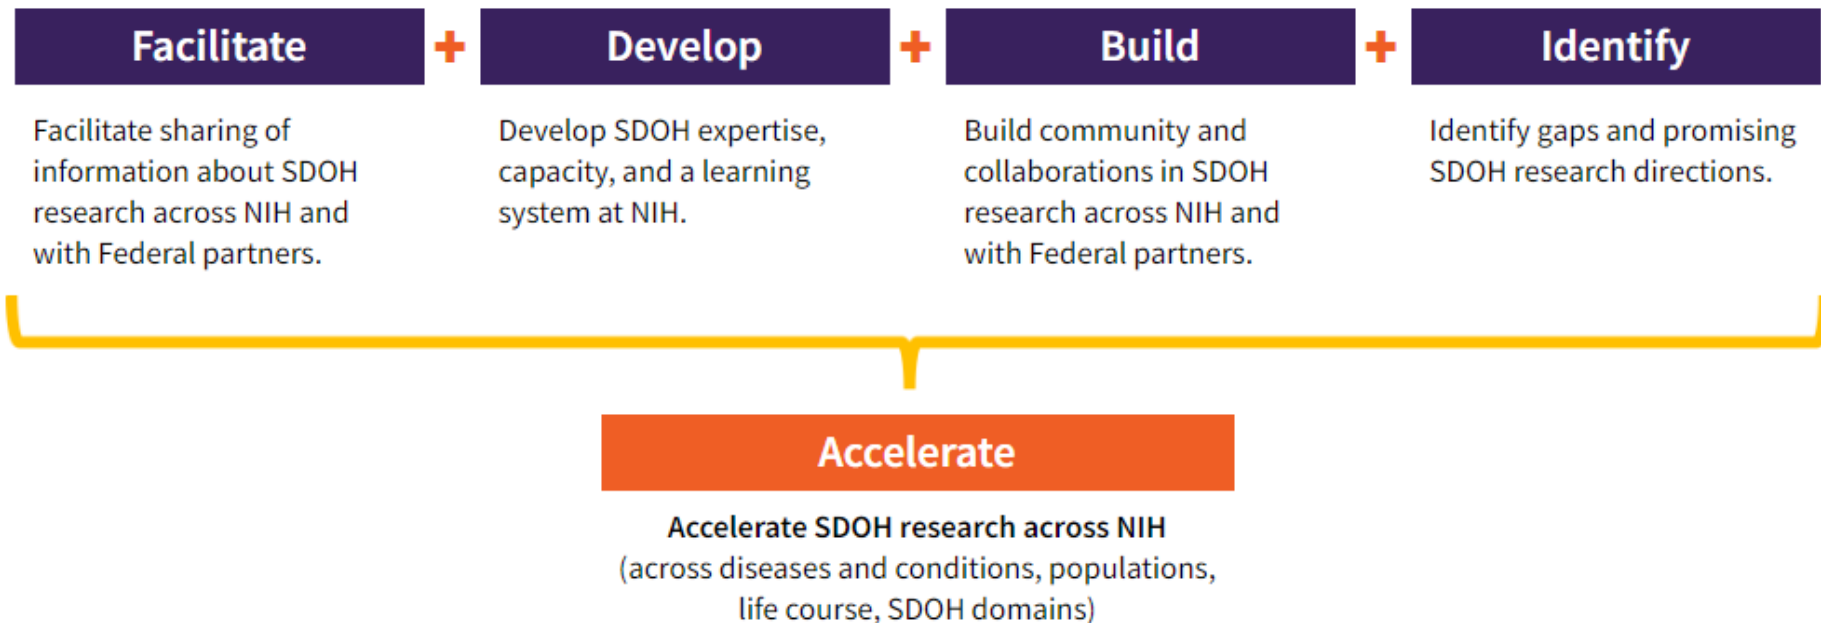 Facilitate + Develop + Build + Identify
Facilitate sharing of
information about SDOH
research across NIH and
with Federal partners.
Develop SDOH expertise,
capacity, and a learning
system at NIH.
Build community and
collaborations in SDOH
research across NIH and
with Federal partners.
Identify gaps and promising
SDOH research directions.
Accelerate
Accelerate SDOH research across NIH
(across diseases and conditions, populations,
life course, SDOH domains)